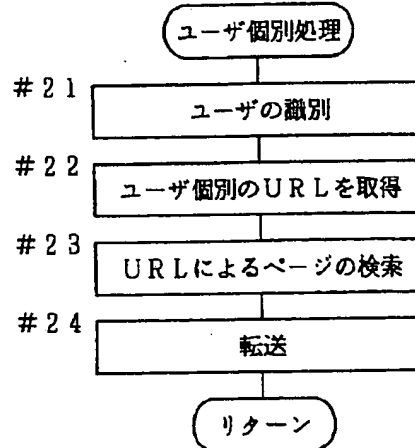 ユーザ個別処理
#21
ユーザの識別
#22
ユーザ個別のURLを取得
#23
URLによるページの検索
#24
転送
リターン